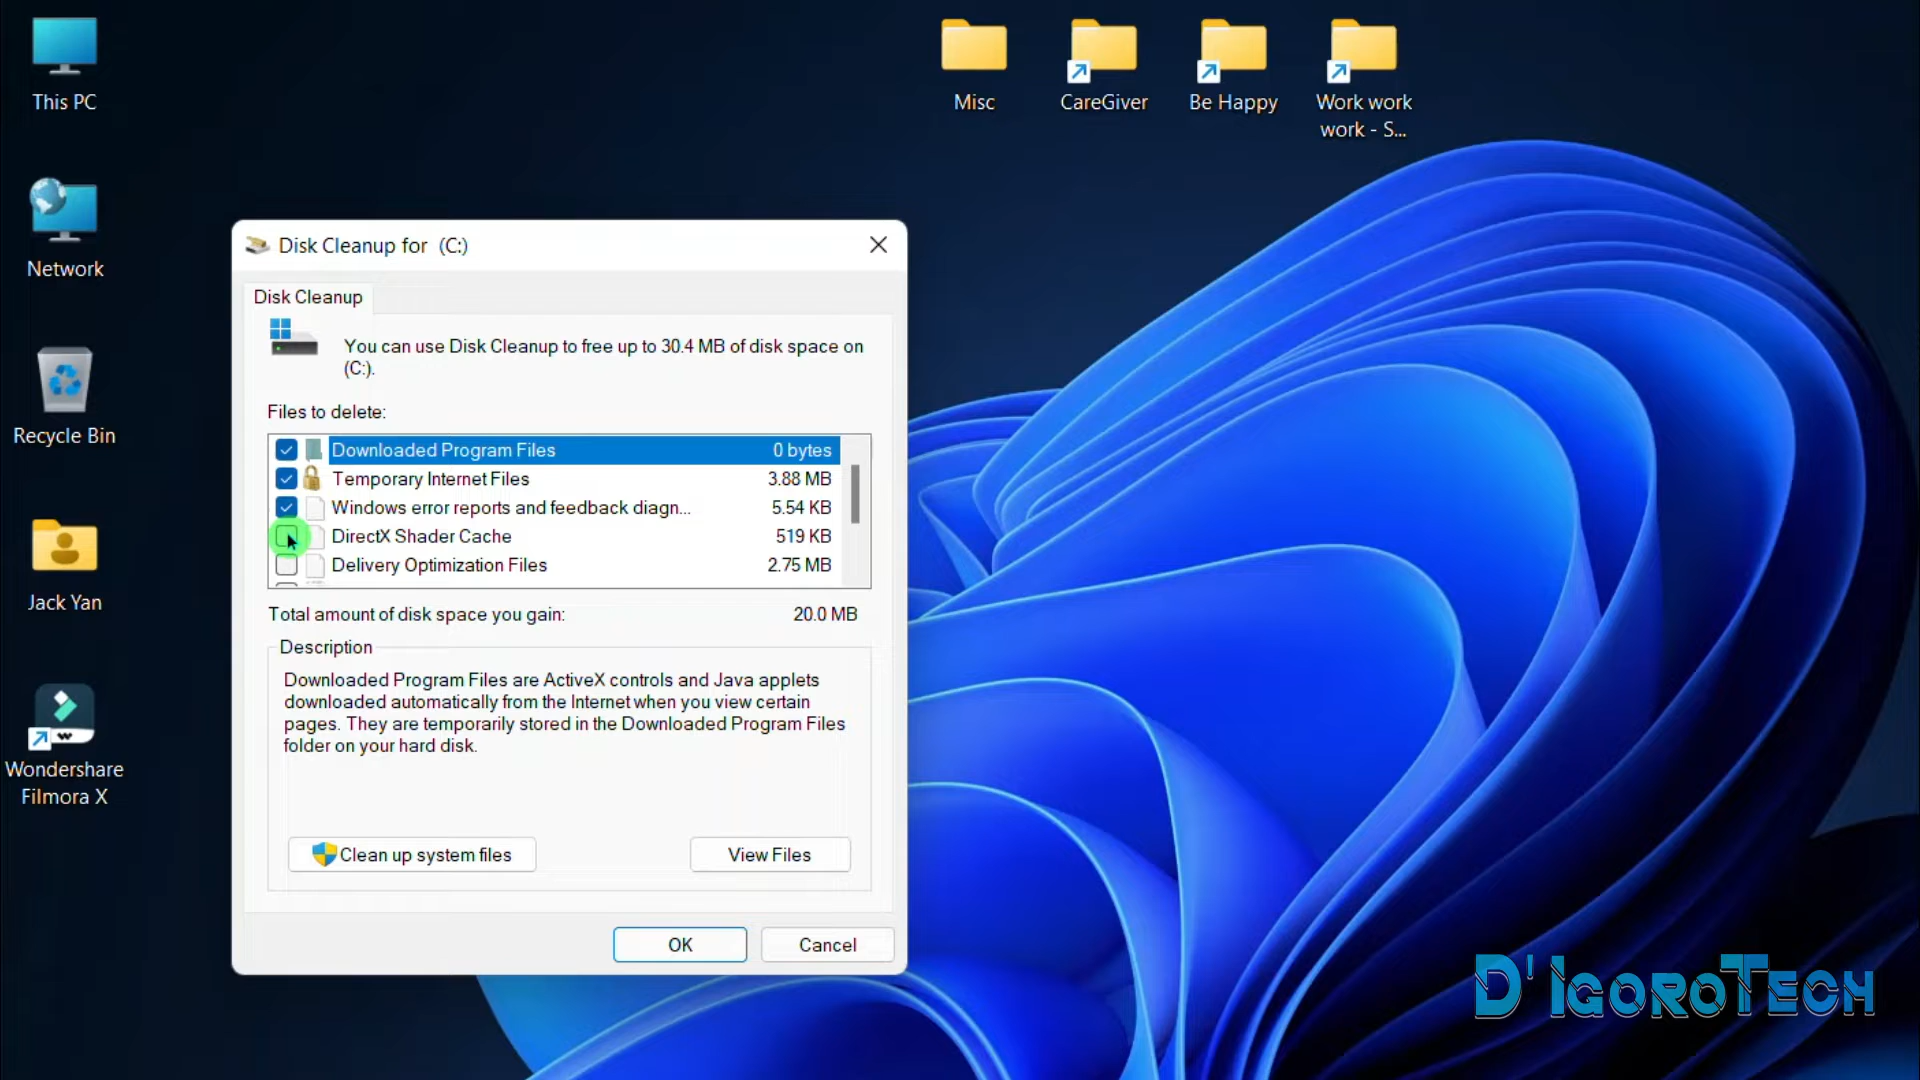 This PC
Network
Recycle Bin
Jack Yan
Wondershare
Filmora X
Misc
CareGiver
Be Happy
Work work
work - S...
Disk Cleanup for (C:)
Disk Cleanup
You can use Disk Cleanup to free up to 30.4 MB of disk space on
(C:).
Files to delete:
Downloaded Program Files 0 bytes
Temporary Internet Files 3.88 MB
Windows error reports and feedback diagn... 5.54 KB
DirectX Shader Cache 519 KB
Delivery Optimization Files 2.75 MB
Total amount of disk space you gain: 20.0 MB
Description
Downloaded Program Files are ActiveX controls and Java applets
downloaded automatically from the Internet when you view certain
pages. They are temporarily stored in the Downloaded Program Files
folder on your hard disk.
Clean up system files View Files
OK Cancel
D'IGOROTECH